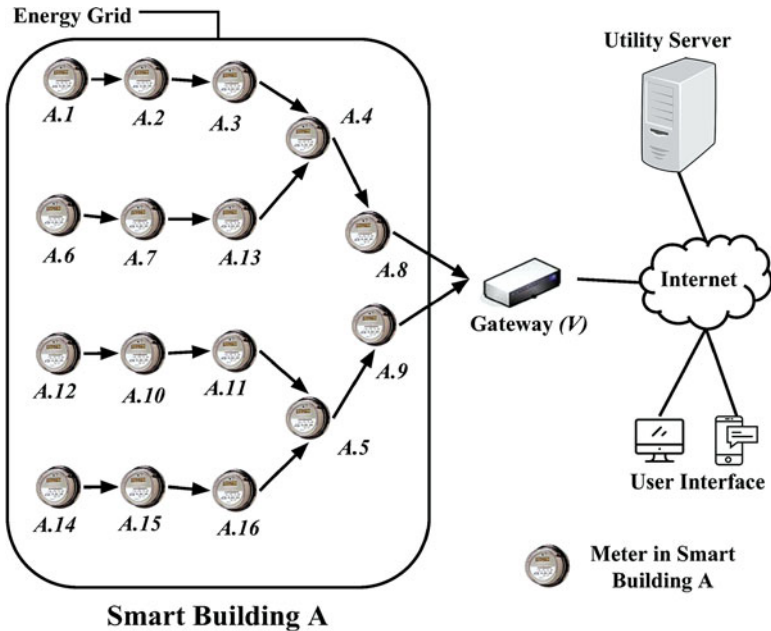 Energy Grid
Utility Server
A.1
A.2
A.3
A.4
A.6
A.7
A.13
A.8
Internet
Gateway (V)
A.12
A.10
A.11
A.9
A.5
A.14
A.15
A.16
User Interface
Meter in Smart
Building A
Smart Building A